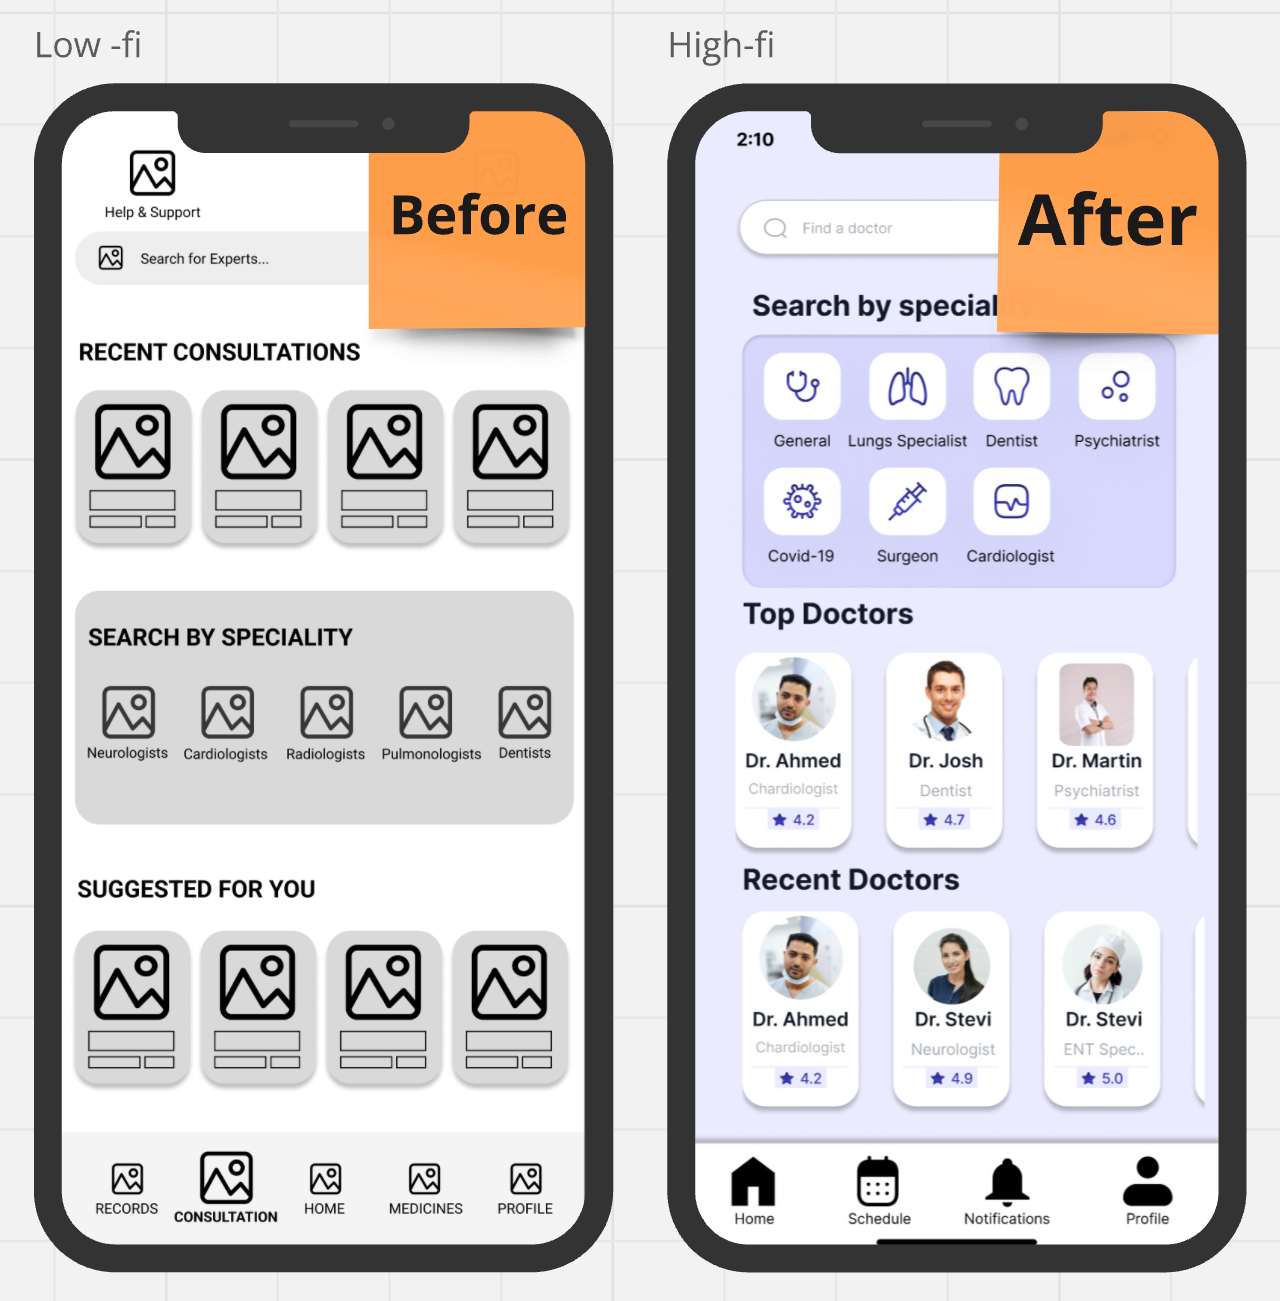 Low -fi
Before
Help & Support
Search for Experts...
RECENT CONSULTATIONS
SEARCH BY SPECIALITY
Neurologists Cardiologists Radiologists Pulmonologists Dentists
SUGGESTED FOR YOU
RECORDS CONSULTATION HOME MEDICINES PROFILE
High-fi
2:10
After
Find a doctor
Search by speciality
General Lungs Specialist Dentist Psychiatrist
Covid-19 Surgeon Cardiologist
Top Doctors
Dr. Ahmed Dr. Josh Dr. Martin
Chardiologist Dentist Psychiatrist
4.2 4.7 4.6
Recent Doctors
Dr. Ahmed Dr. Stevi Dr. Stevi
Chardiologist Neurologist ENT Spec..
4.2 4.9 5.0
Home Schedule Notifications Profile